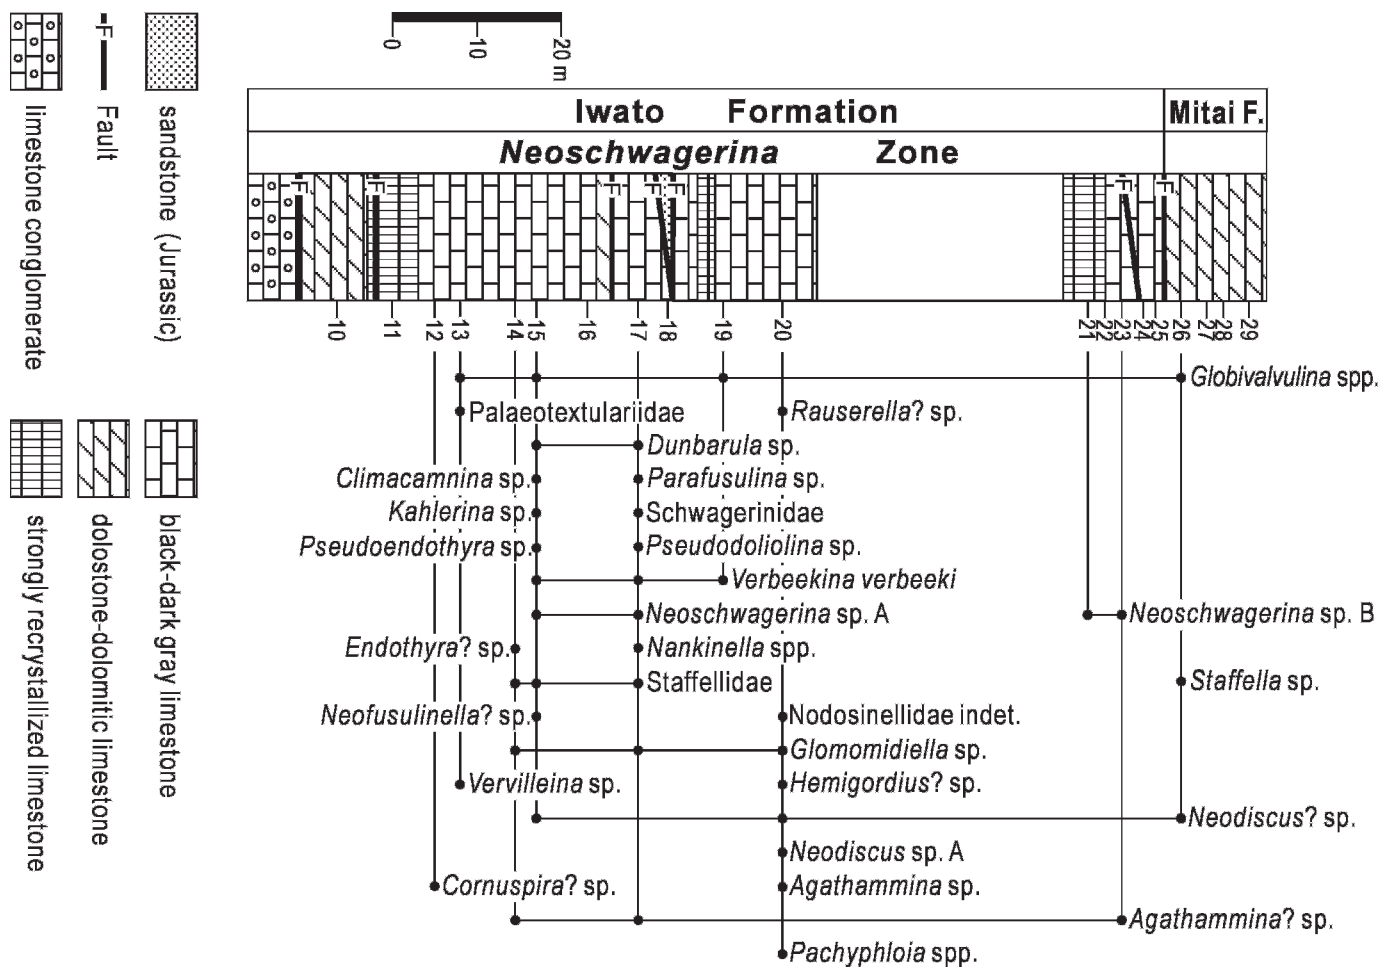 0 10 20 m
limestone conglomerate
Fault
sandstone (Jurassic)
strongly recrystallized limestone
dolostone-dolomitic limestone
black-dark gray limestone
F
Iwato Formation Mitai F.
Neoschwagerina Zone
F F F F F F F
10 11 12 13 14 15 16 17 18 19 20 21 22 23 24 25 26 27 28 29
Globivalvulina spp.
Palaeotextulariidae Rauserella? sp.
Dunbarula sp.
Climacamnina sp. Parafusulina sp.
Kahlerina sp. Schwagerinidae
Pseudoendothyra sp. Pseudodoliolina sp.
Verbeekina verbeeki
Neoschwagerina sp. A Neoschwagerina sp. B
Endothyra? sp. Nankinella spp.
Staffellidae Staffella sp.
Neofusulinella? sp. Nodosinellidae indet.
Glomomidiella sp.
Vervilleina sp. Hemigordius? sp.
Neodiscus? sp.
Neodiscus sp. A
Cornuspira? sp. Agathammina sp.
Agathammina? sp.
Pachyphloia spp.